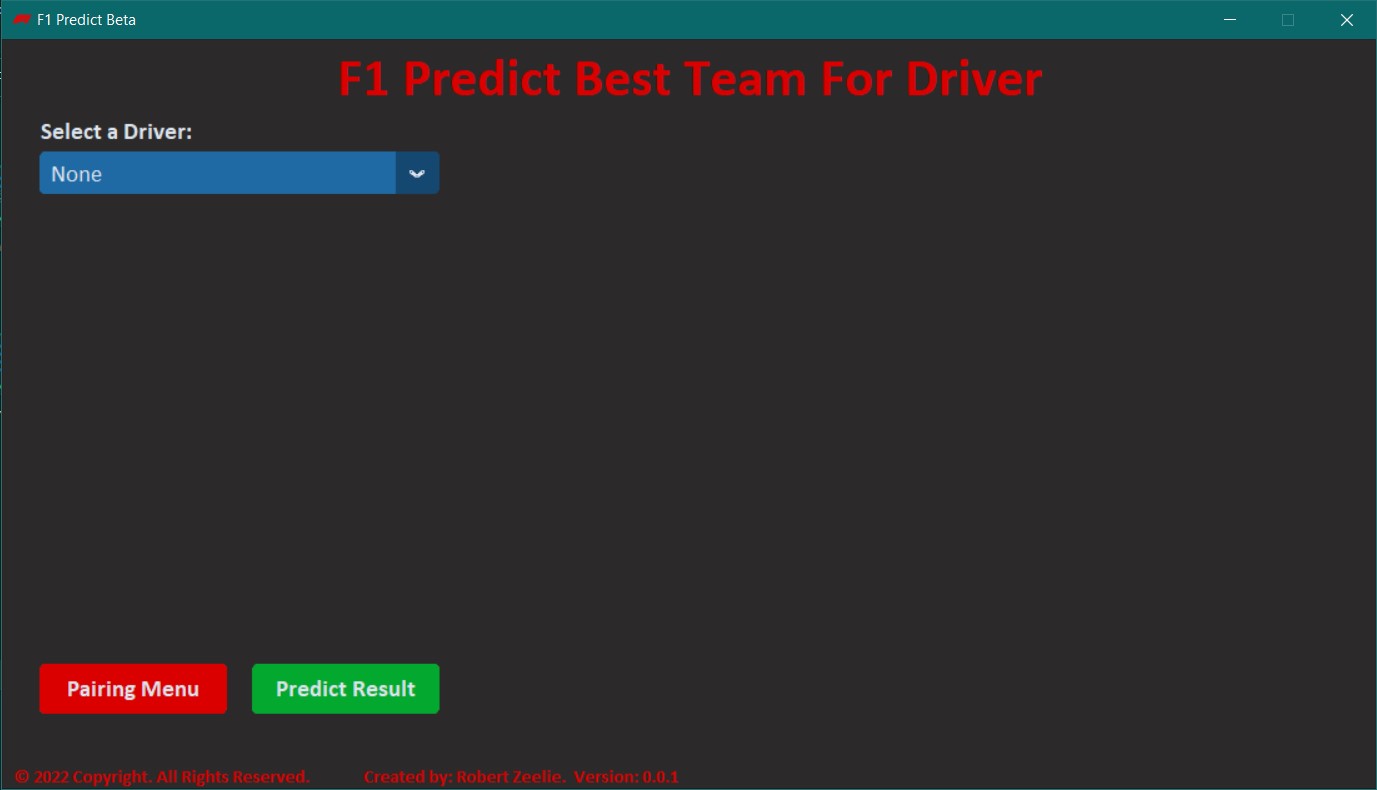 F1 Predict Beta
F1 Predict Best Team For Driver
Select a Driver:
None
Pairing Menu Predict Result
© 2022 Copyright. All Rights Reserved. Created by: Robert Zeelie. Version: 0.0.1